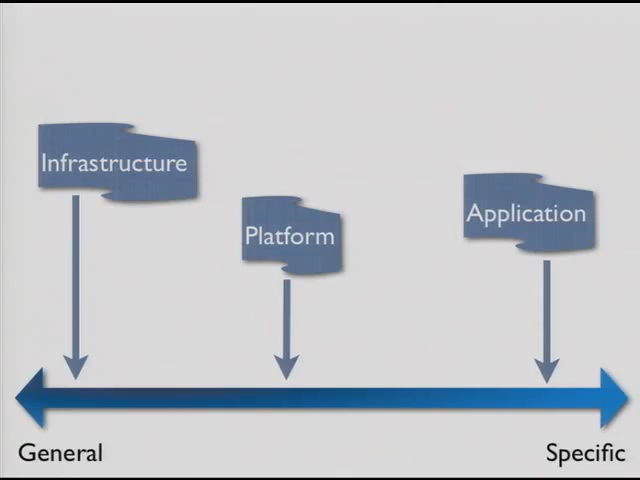 Infrastructure
Platform
Application
General
Specific